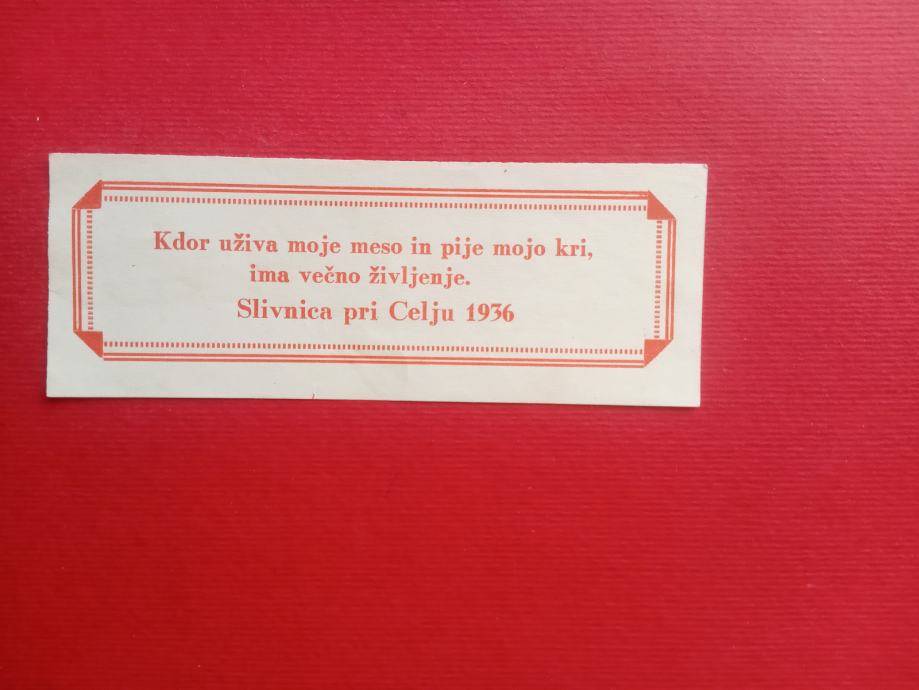 Kdor uživa moje meso in pije mojo kri,
ima večno življenje.
Slivnica pri Celju 1936